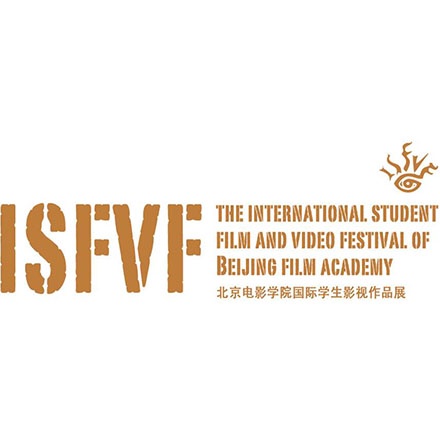 ISFVF
ISFVF
THE INTERNATIONAL STUDENT
FILM AND VIDEO FESTIVAL OF
BEIJING FILM ACADEMY
北京电影学院国际学生影视作品展